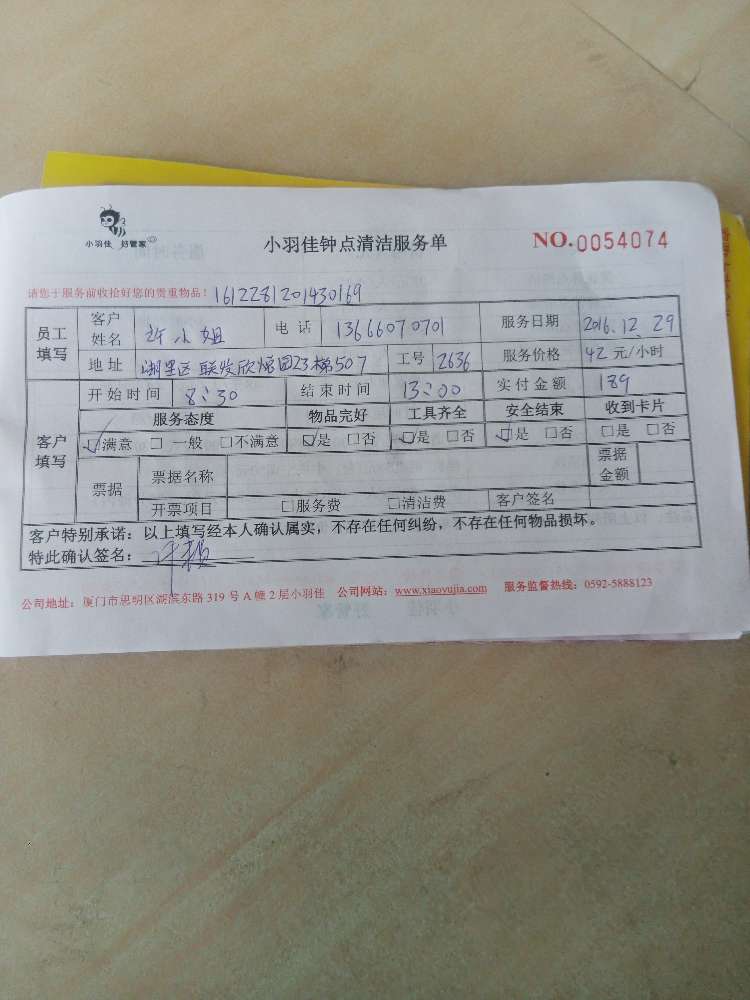 小羽佳 好管家
小羽佳钟点清洁服务单
NO.0054074
请您于服务前收拾好您的贵重物品! 161228120143016​9
员工填写 客户姓名 许小姐 电话 13666070701 服务日期 2016.12.29
地址 湖里区联发欣悦园23梯507 工号 2636 服务价格 42 元/小时
客户填写 开始时间 8:30 结束时间 13:00 实付金额 189
服务态度 物品完好 工具齐全 安全结束 收到卡片
☑满意 □一般 □不满意 ☑是 □否 ☑是 □否 ☑是 □否 □是 □否
票据 票据名称 票据金额
开票项目 □服务费 □清洁费 客户签名
客户特别承诺:以上填写经本人确认属实,不存在任何纠纷,不存在任何物品损坏。
特此确认签名:
公司地址:厦门市思明区湖滨东路 319 号 A 幢 2 层小羽佳 公司网站:www.xiaoyujia.com 服务监督热线:0592-5888123